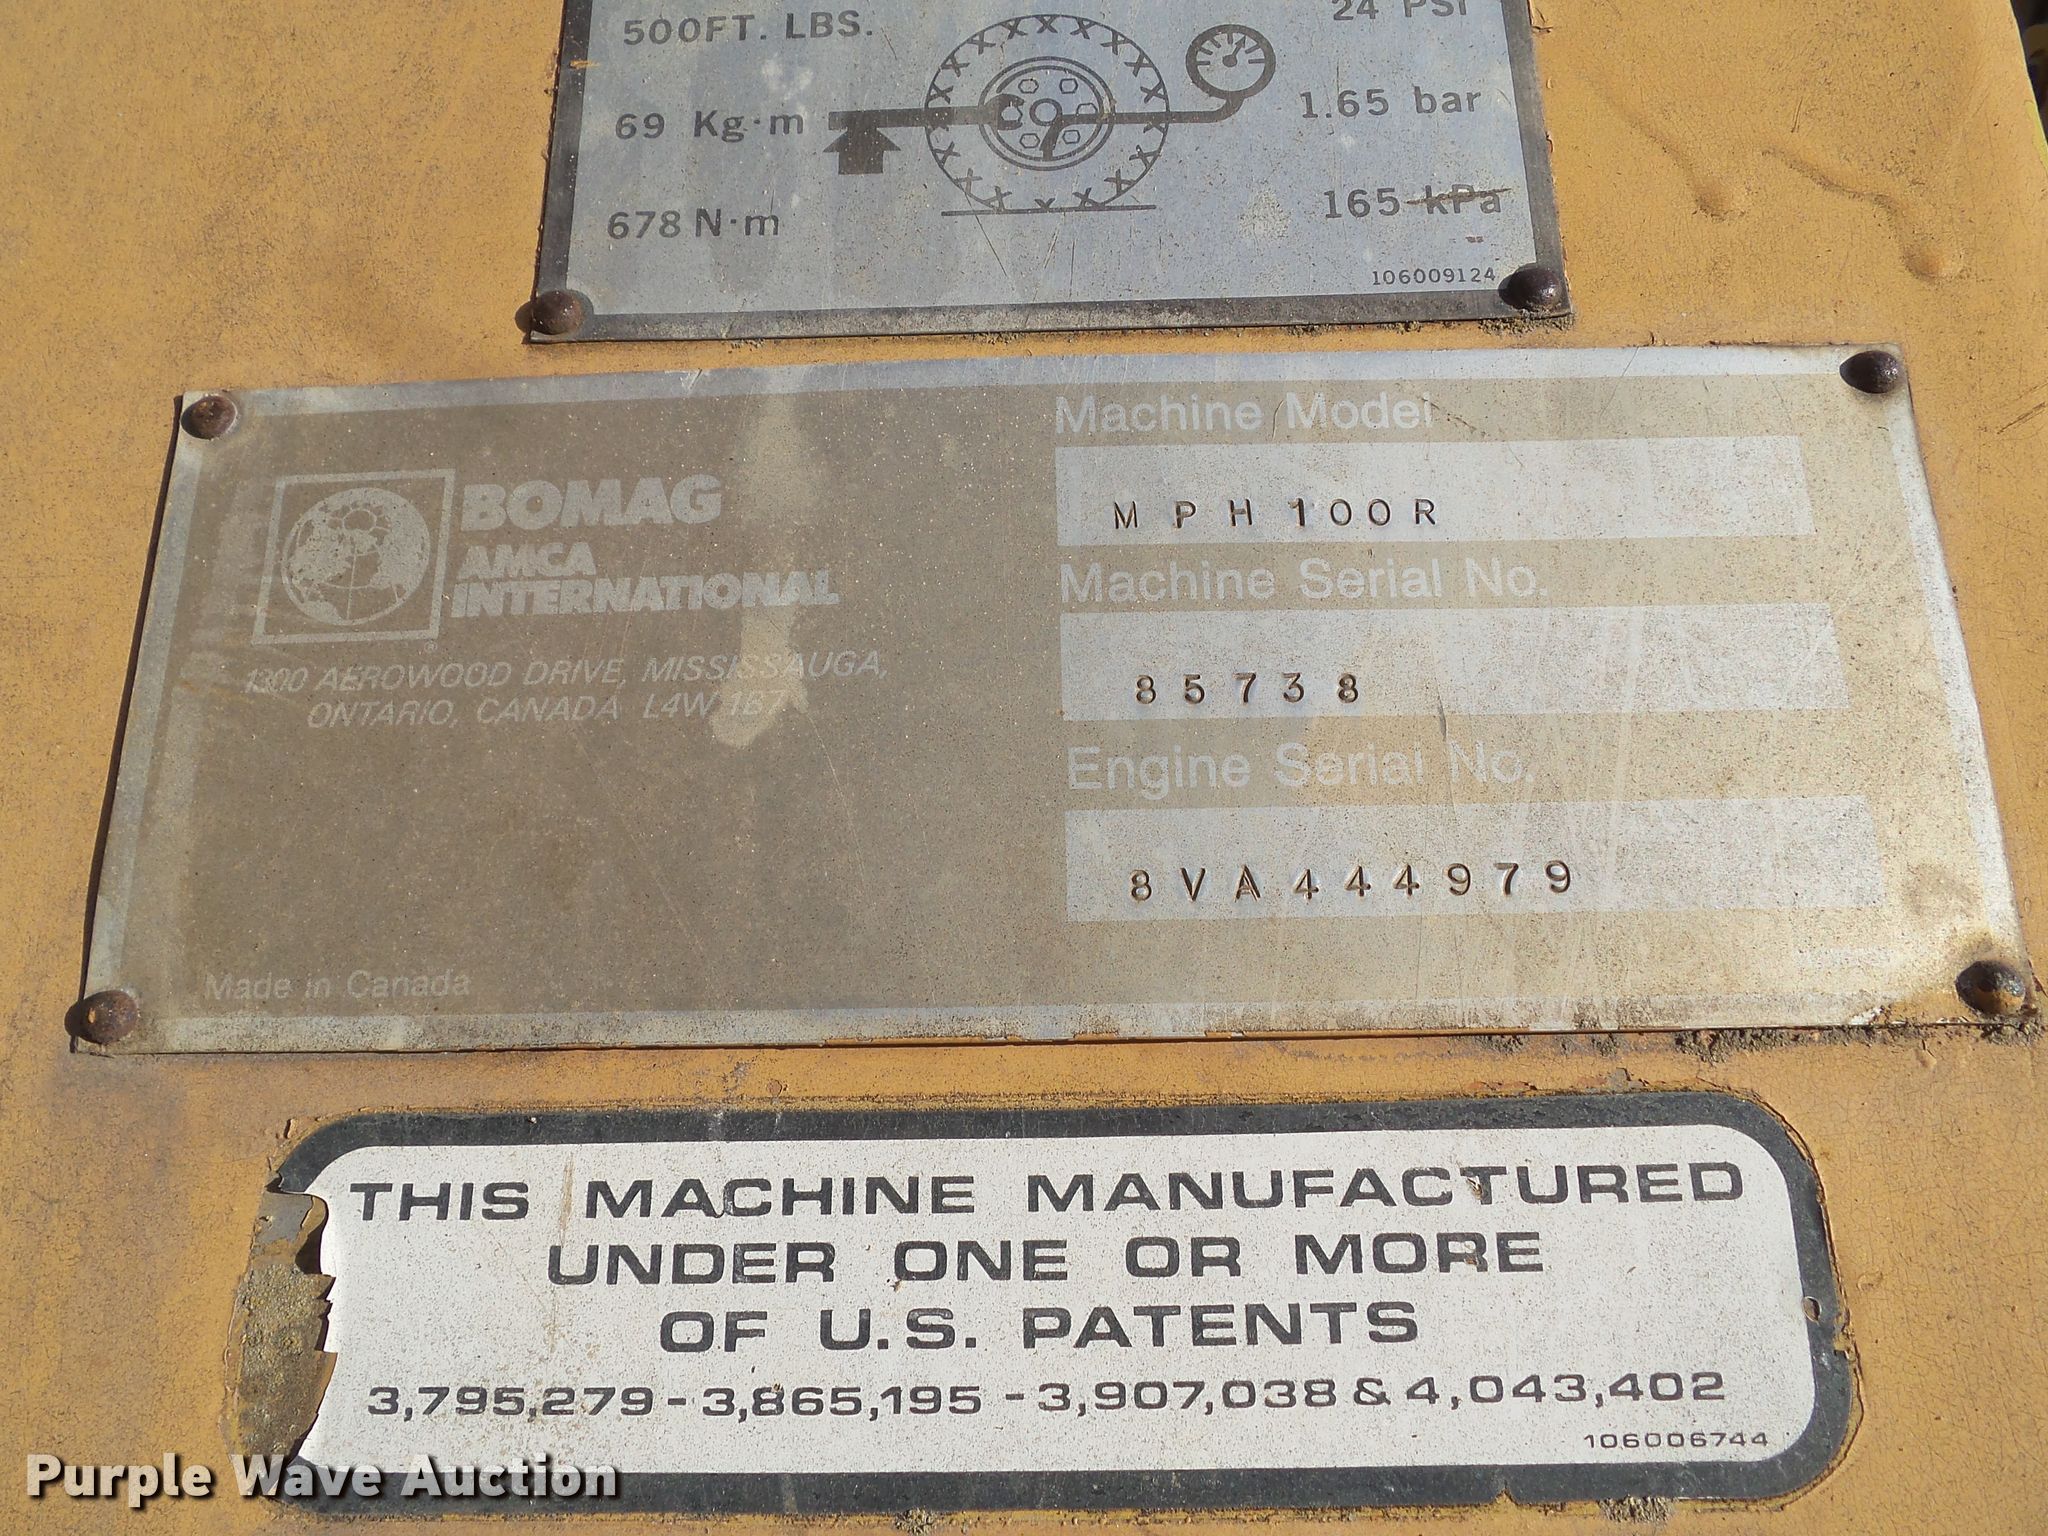 500FT. LBS.
24 PSI
69 Kg·m
1.65 bar
678 N·m
165 kPa
106009124
BOMAG
AMCA
INTERNATIONAL
®
1300 AEROWOOD DRIVE, MISSISSAUGA,
ONTARIO, CANADA L4W 1B7
Made in Canada
Machine Model
MPH100R
Machine Serial No.
85738
Engine Serial No.
8VA444979
THIS MACHINE MANUFACTURED
UNDER ONE OR MORE
OF U.S. PATENTS
3,795,279 - 3,865,195 - 3,907,038 & 4,043,402
106006744
Purple Wave Auction